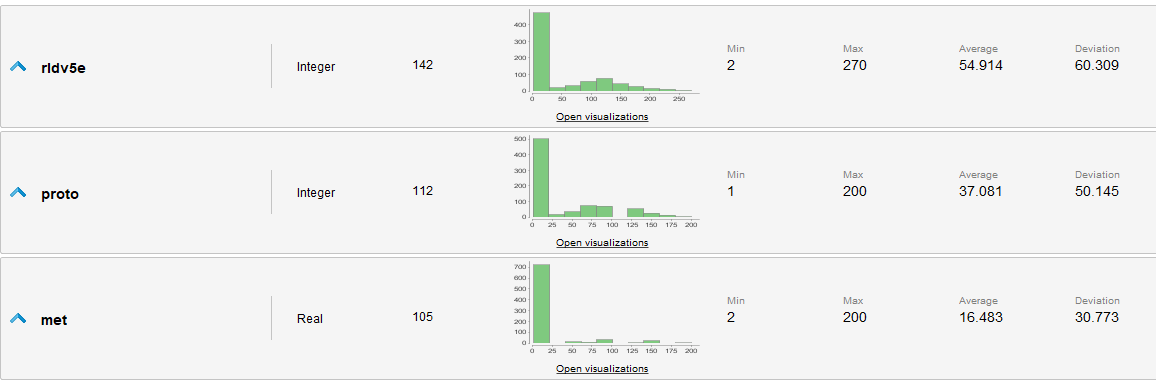 rldv5e
Integer
142
400
300
200
100
0
0 50 100 150 200 250
Open visualizations
Min Max Average Deviation
2 270 54.914 60.309
proto
Integer
112
500
400
300
200
100
0
0 25 50 75 100 125 150 175 200
Open visualizations
Min Max Average Deviation
1 200 37.081 50.145
met
Real
105
700
600
500
400
300
200
100
0
0 25 50 75 100 125 150 175 200
Open visualizations
Min Max Average Deviation
2 200 16.483 30.773